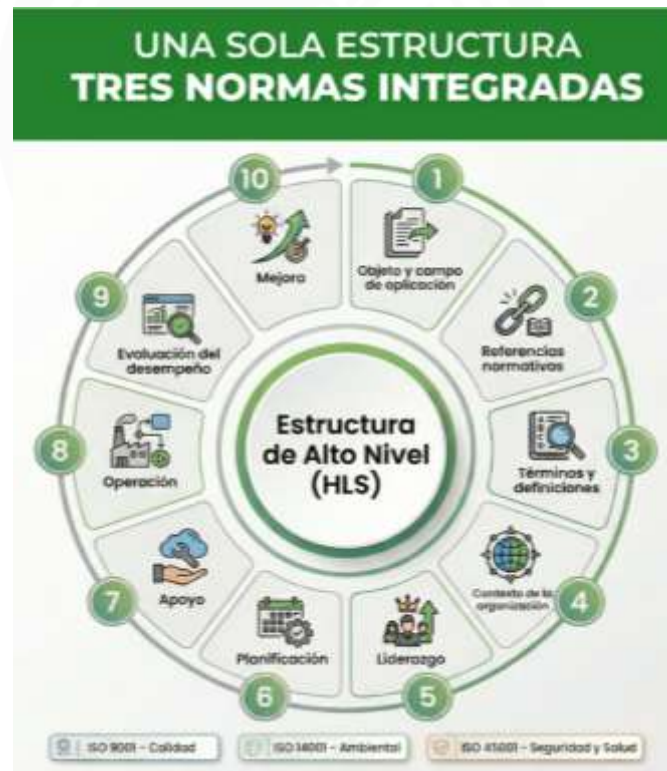 UNA SOLA ESTRUCTURA
TRES NORMAS INTEGRADAS
10
1
Mejora
Objeto y campo
de aplicación
9
2
Evaluación del
desempeño
Referencias
normativas
Estructura
de Alto Nivel
(HLS)
8
3
Operación
Términos y
definiciones
7
4
Apoyo
Contexto de la
organización
Planificación
Liderazgo
6
5
ISO 9001 - Calidad
ISO 14001 - Ambiental
ISO 45001 - Seguridad y Salud